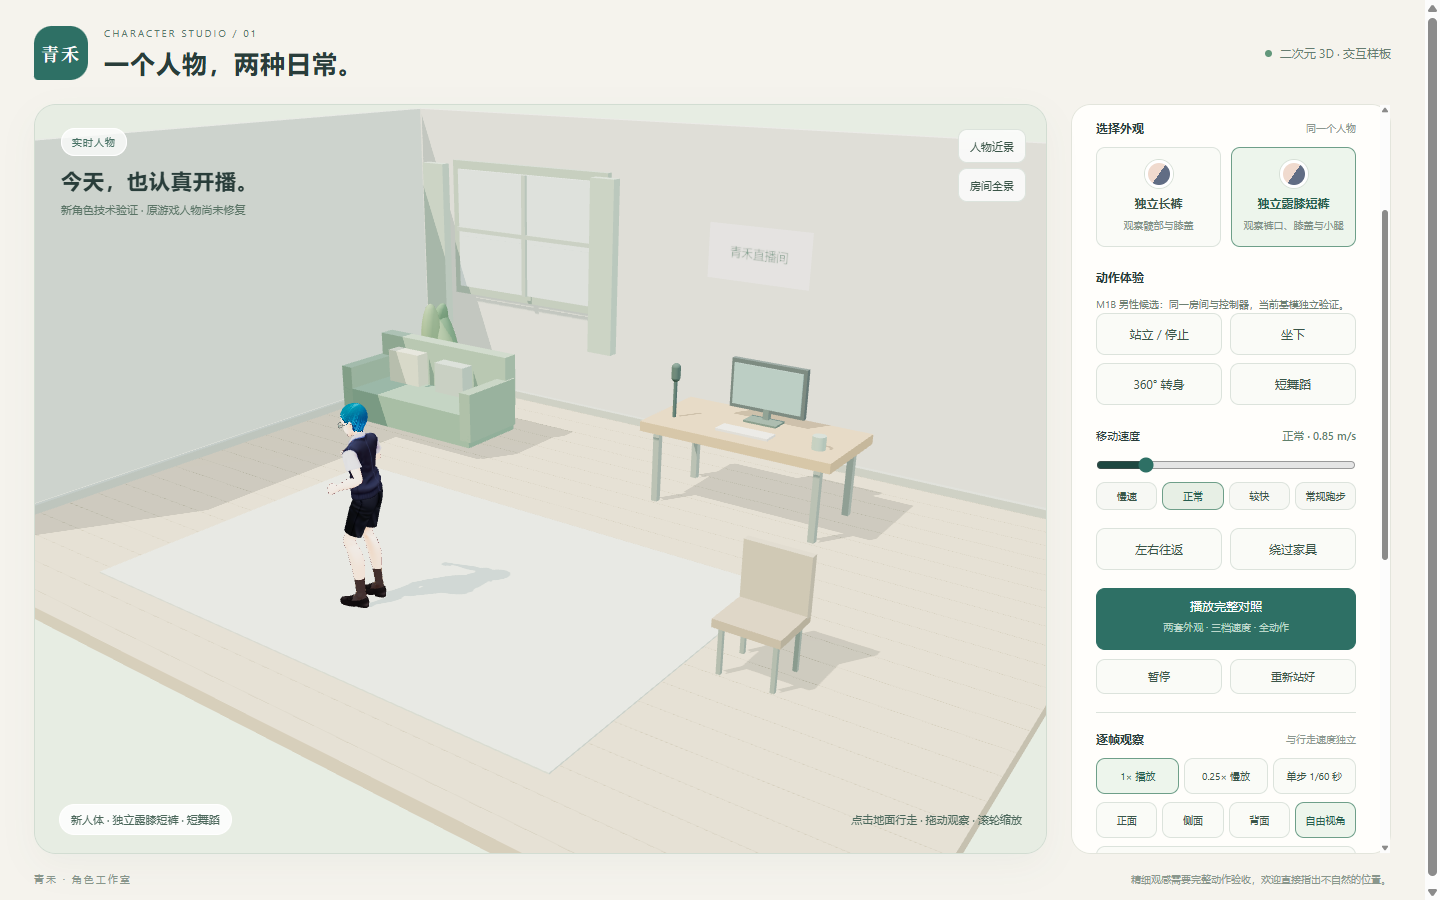 青禾
CHARACTER STUDIO / 01
一个人物，两种日常。
二次元 3D · 交互样板
实时人物
今天，也认真开播。
新角色技术验证 · 原游戏人物尚未修复
人物近景
房间全景
青禾直播间
新人体 · 独立露膝短裤 · 短舞蹈
点击地面行走 · 拖动观察 · 滚轮缩放
选择外观
同一个人物
独立长裤
观察髋部与膝盖
独立露膝短裤
观察裤口、膝盖与小腿
动作体验
M1B 男性候选：同一房间与控制器，当前基模独立验证。
站立 / 停止
坐下
360° 转身
短舞蹈
移动速度
正常 · 0.85 m/s
慢速
正常
较快
常规跑步
左右往返
绕过家具
播放完整对照
两套外观 · 三档速度 · 全动作
暂停
重新站好
逐帧观察
与行走速度独立
1× 播放
0.25× 慢放
单步 1/60 秒
正面
侧面
背面
自由视角
青禾 · 角色工作室
精细观感需要完整动作验收，欢迎直接指出不自然的位置。